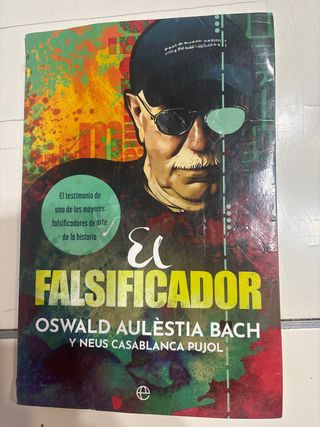 El testimonio de
uno de los mayores
falsificadores de arte
de la historia
El
FALSIFICADOR
OSWALD AULÈSTIA BACH
Y NEUS CASABLANCA PUJOL
e